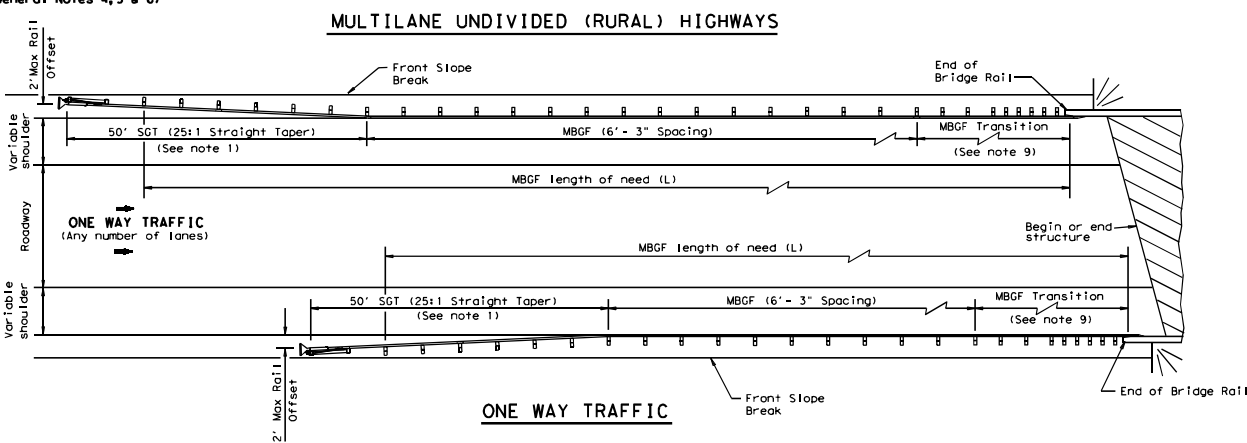 General Notes 4,5 & 6)
MULTILANE UNDIVIDED (RURAL) HIGHWAYS
2' Max Rail
Offset
Front Slope
Break
End of
Bridge Rail
Variable
shoulder
50' SGT (25:1 Straight Taper)
(See note 1)
MBGF (6'- 3" Spacing)
MBGF Transition
(See note 9)
MBGF length of need (L)
Roadway
ONE WAY TRAFFIC
(Any number of lanes)
Begin or end
structure
MBGF length of need (L)
Variable
shoulder
50' SGT (25:1 Straight Taper)
(See note 1)
MBGF (6'- 3" Spacing)
MBGF Transition
(See note 9)
2' Max Rail
Offset
Front Slope
Break
End of Bridge Rail
ONE WAY TRAFFIC